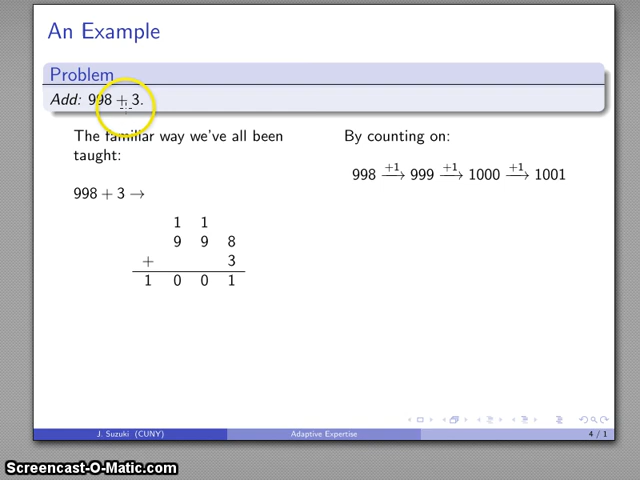 An Example
Problem
Add: 998 + 3.
The familiar way we've all been
taught:
998 + 3 →
1 1
9 9 8
+ 3
1 0 0 1
By counting on:
998 +1→ 999 +1→ 1000 +1→ 1001
J. Suzuki (CUNY)
Adaptive Expertise
4 / 1
Screencast-O-Matic.com